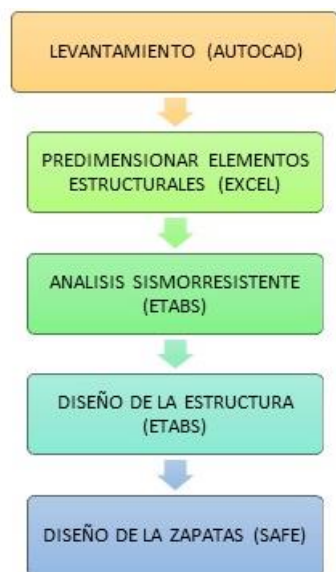 LEVANTAMIENTO (AUTOCAD)
PREDIMENSIONAR ELEMENTOS
ESTRUCTURALES (EXCEL)
ANALISIS SISMORRESISTENTE
(ETABS)
DISEÑO DE LA ESTRUCTURA
(ETABS)
DISEÑO DE LA ZAPATAS (SAFE)